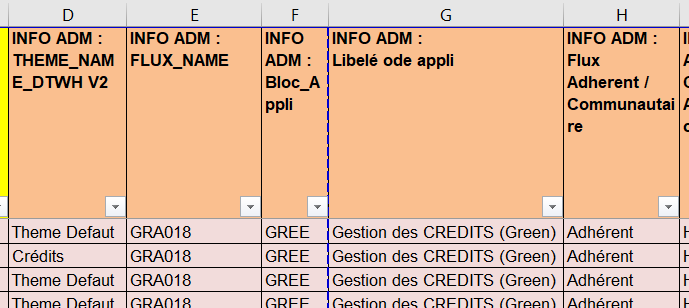 D E F G H
INFO ADM : INFO ADM : INFO INFO ADM : INFO ADM :
THEME_NAM FLUX_NAME ADM : Libelé ode appli Flux
E_DTWH V2 Bloc_A Adherent /
ppli Communautai
re
Theme Defaut GRA018 GREE Gestion des CREDITS (Green) Adhérent
Crédits GRA018 GREE Gestion des CREDITS (Green) Adhérent
Theme Defaut GRA018 GREE Gestion des CREDITS (Green) Adhérent
Theme Defaut GRA018 GREE Gestion des CREDITS (Green) Adhérent